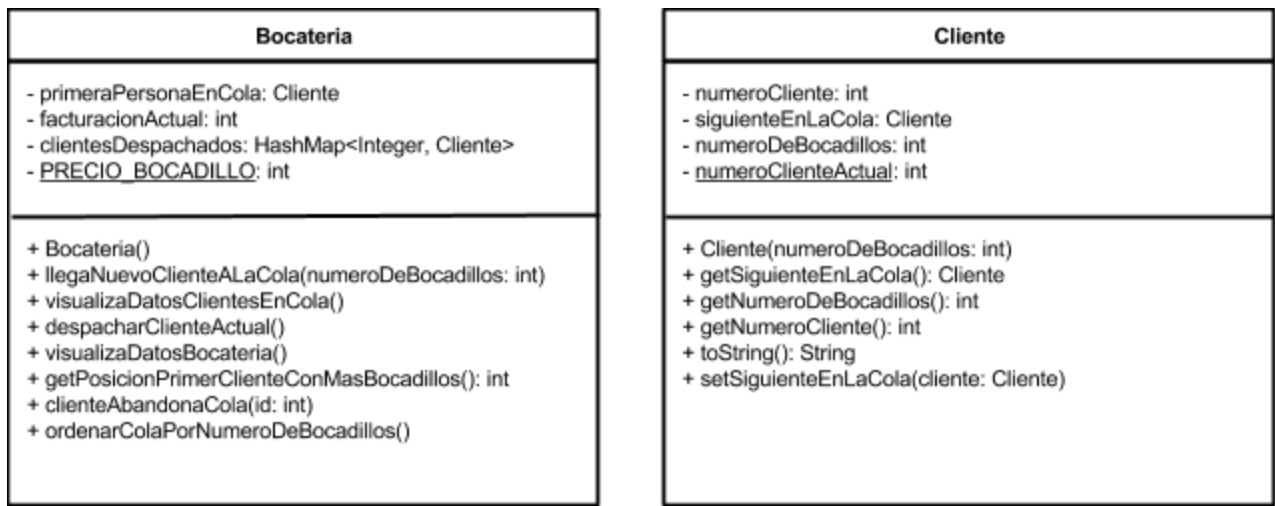 Bocateria
- primeraPersonaEnCola: Cliente
- facturacionActual: int
- clientesDespachados: HashMap<Integer, Cliente>
- PRECIO_BOCADILLO: int
+ Bocateria()
+ llegaNuevoClienteALaCola(numeroDeBocadillos: int)
+ visualizaDatosClientesEnCola()
+ despacharClienteActual()
+ visualizaDatosBocateria()
+ getPosicionPrimerClienteConMasBocadillos(): int
+ clienteAbandonaCola(id: int)
+ ordenarColaPorNumeroDeBocadillos()
Cliente
- numeroCliente: int
- siguienteEnLaCola: Cliente
- numeroDeBocadillos: int
- numeroClienteActual: int
+ Cliente(numeroDeBocadillos: int)
+ getSiguienteEnLaCola(): Cliente
+ getNumeroDeBocadillos(): int
+ getNumeroCliente(): int
+ toString(): String
+ setSiguienteEnLaCola(cliente: Cliente)